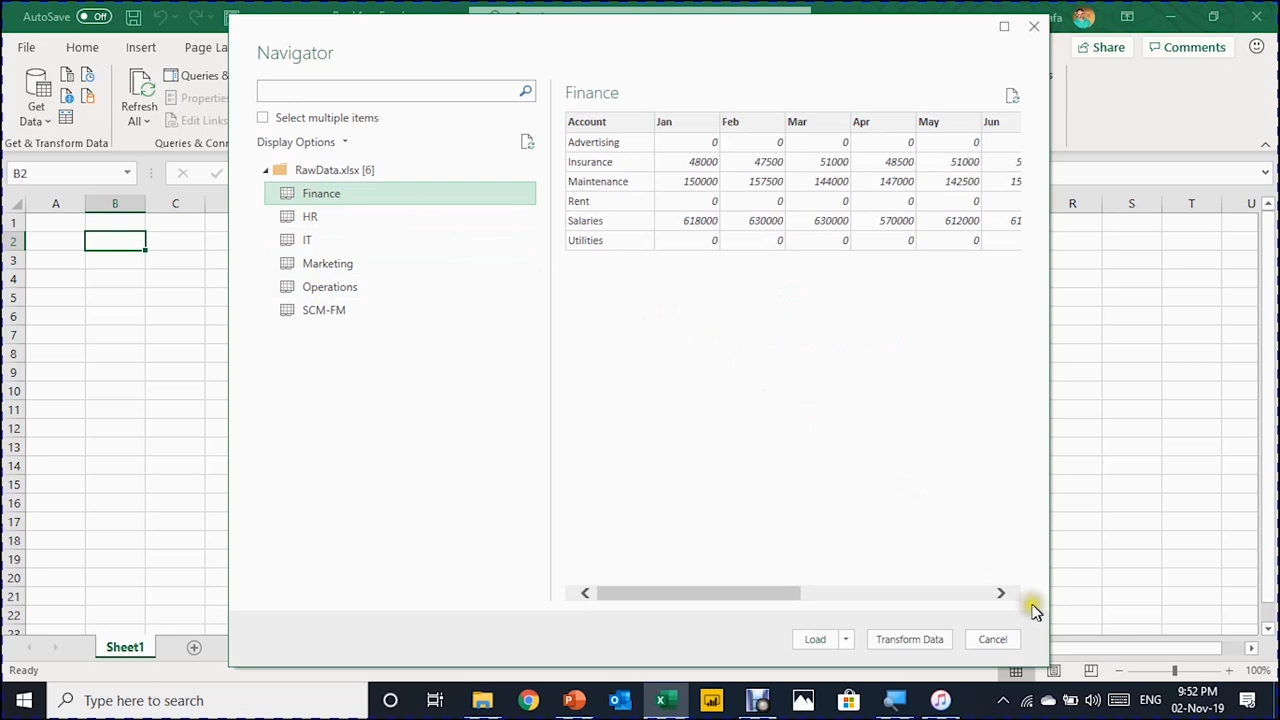 AutoSave Off
afa
File Home Insert Page La
Share Comments
Get
Data
Refresh
All
Queries &
Properties
Edit Links
Get & Transform Data
Queries & Conn
B2
A B C R S T U
1
2
3
4
5
6
7
8
9
10
11
12
13
14
15
16
17
18
19
20
21
22
23
Navigator
Select multiple items
Display Options
RawData.xlsx [6]
Finance
HR
IT
Marketing
Operations
SCM-FM
Finance
Account Jan Feb Mar Apr May Jun
Advertising 0 0 0 0 0
Insurance 48000 47500 51000 48500 51000 5
Maintenance 150000 157500 144000 147000 142500 15
Rent 0 0 0 0 0
Salaries 618000 630000 630000 570000 612000 61
Utilities 0 0 0 0 0
Load Transform Data Cancel
Sheet1
Ready
100%
Type here to search
ENG
9:52 PM
02-Nov-19